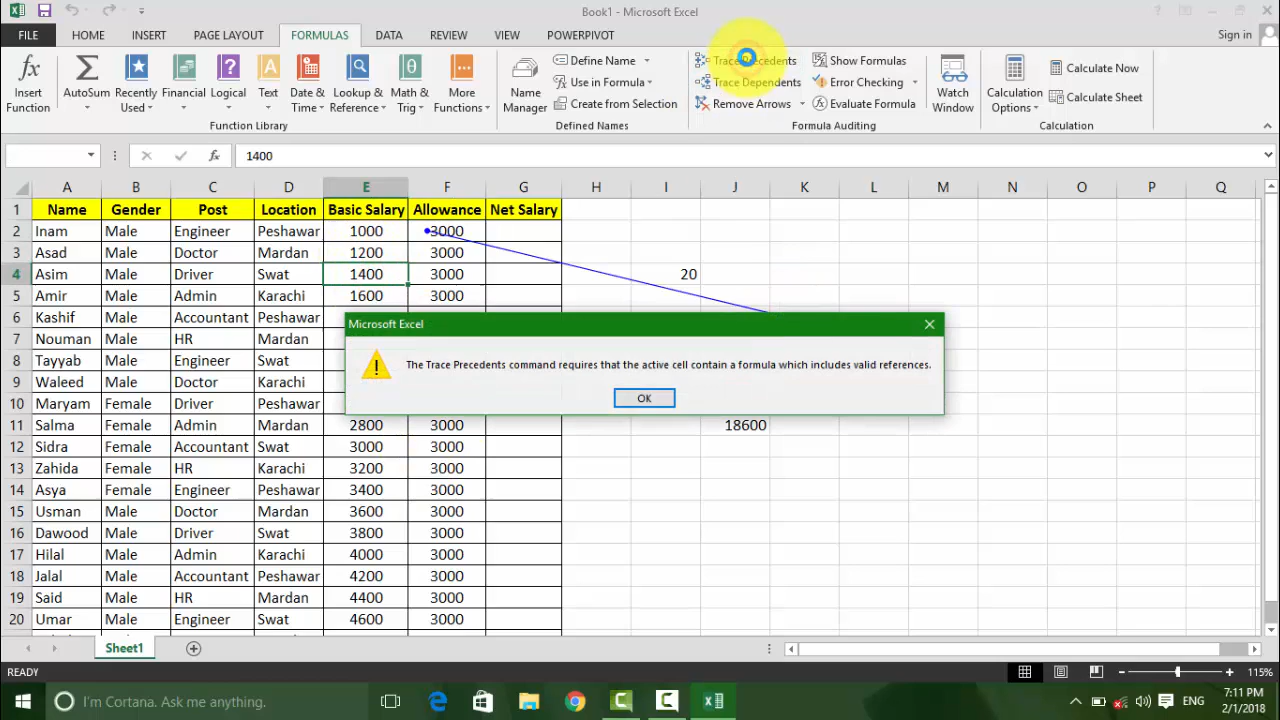 Book1 - Microsoft Excel
FILE HOME INSERT PAGE LAYOUT FORMULAS DATA REVIEW VIEW POWERPIVOT Sign in
Insert Function
AutoSum
Recently Used
Financial
Logical
Text
Date & Time
Lookup & Reference
Math & Trig
More Functions
Function Library
Name Manager
Define Name
Use in Formula
Create from Selection
Defined Names
Trace Precedents
Trace Dependents
Remove Arrows
Show Formulas
Error Checking
Evaluate Formula
Formula Auditing
Watch Window
Calculation Options
Calculate Now
Calculate Sheet
Calculation
fx 1400
A B C D E F G H I J K L M N O P Q
1 Name Gender Post Location Basic Salary Allowance Net Salary
2 Inam Male Engineer Peshawar 1000 3000
3 Asad Male Doctor Mardan 1200 3000
4 Asim Male Driver Swat 1400 3000 20
5 Amir Male Admin Karachi 1600 3000
6 Kashif Male Accountant Peshawar
7 Nouman Male HR Mardan
8 Tayyab Male Engineer Swat
9 Waleed Male Doctor Karachi
10 Maryam Female Driver Peshawar
11 Salma Female Admin Mardan 2800 3000 18600
12 Sidra Female Accountant Swat 3000 3000
13 Zahida Female HR Karachi 3200 3000
14 Asya Female Engineer Peshawar 3400 3000
15 Usman Male Doctor Mardan 3600 3000
16 Dawood Male Driver Swat 3800 3000
17 Hilal Male Admin Karachi 4000 3000
18 Jalal Male Accountant Peshawar 4200 3000
19 Said Male HR Mardan 4400 3000
20 Umar Male Engineer Swat 4600 3000
Microsoft Excel
The Trace Precedents command requires that the active cell contain a formula which includes valid references.
OK
Sheet1
READY 115%
I'm Cortana. Ask me anything.
ENG
7:11 PM
2/1/2018